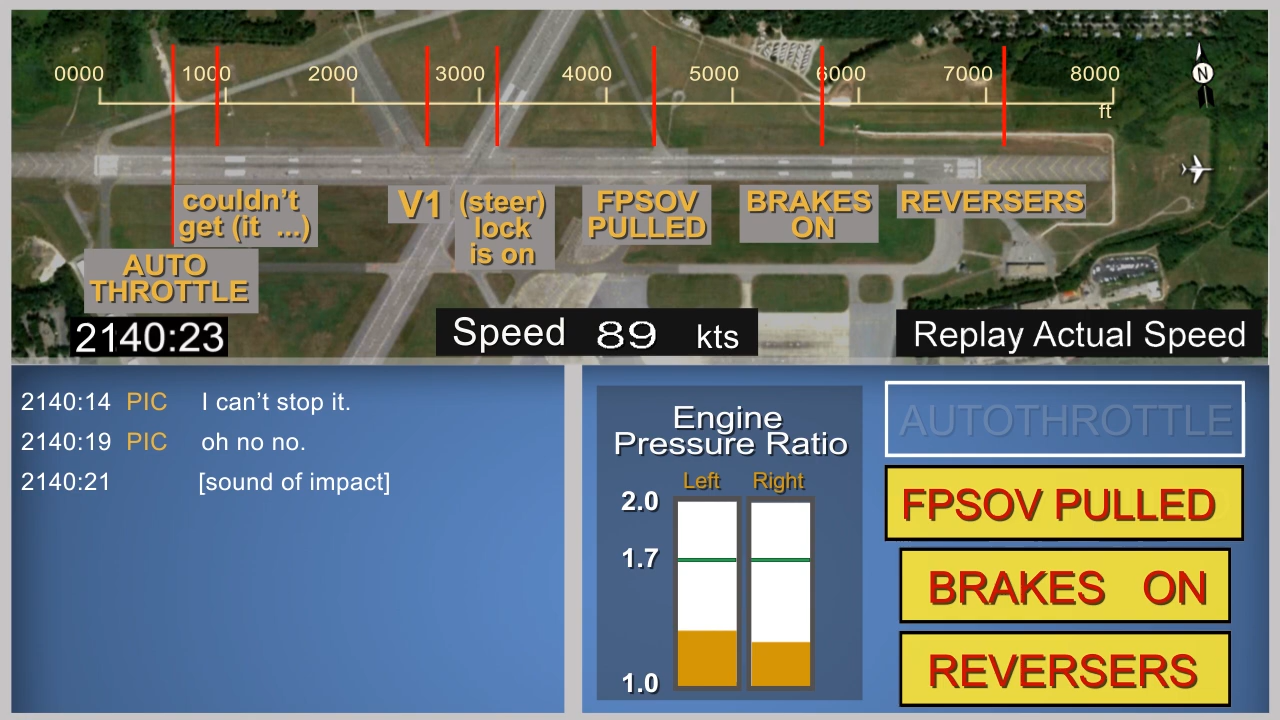 0000 1000 2000 3000 4000 5000 6000 7000 8000
ft
N
couldn't
get (it ...)
V1
(steer)
lock
is on
FPSOV
PULLED
BRAKES
ON
REVERSERS
AUTO
THROTTLE
2140:23
Speed 89 kts
Replay Actual Speed
2140:14 PIC I can't stop it.
2140:19 PIC oh no no.
2140:21 [sound of impact]
Engine
Pressure Ratio
Left Right
2.0
1.7
1.0
AUTOTHROTTLE
FPSOV PULLED
BRAKES ON
REVERSERS